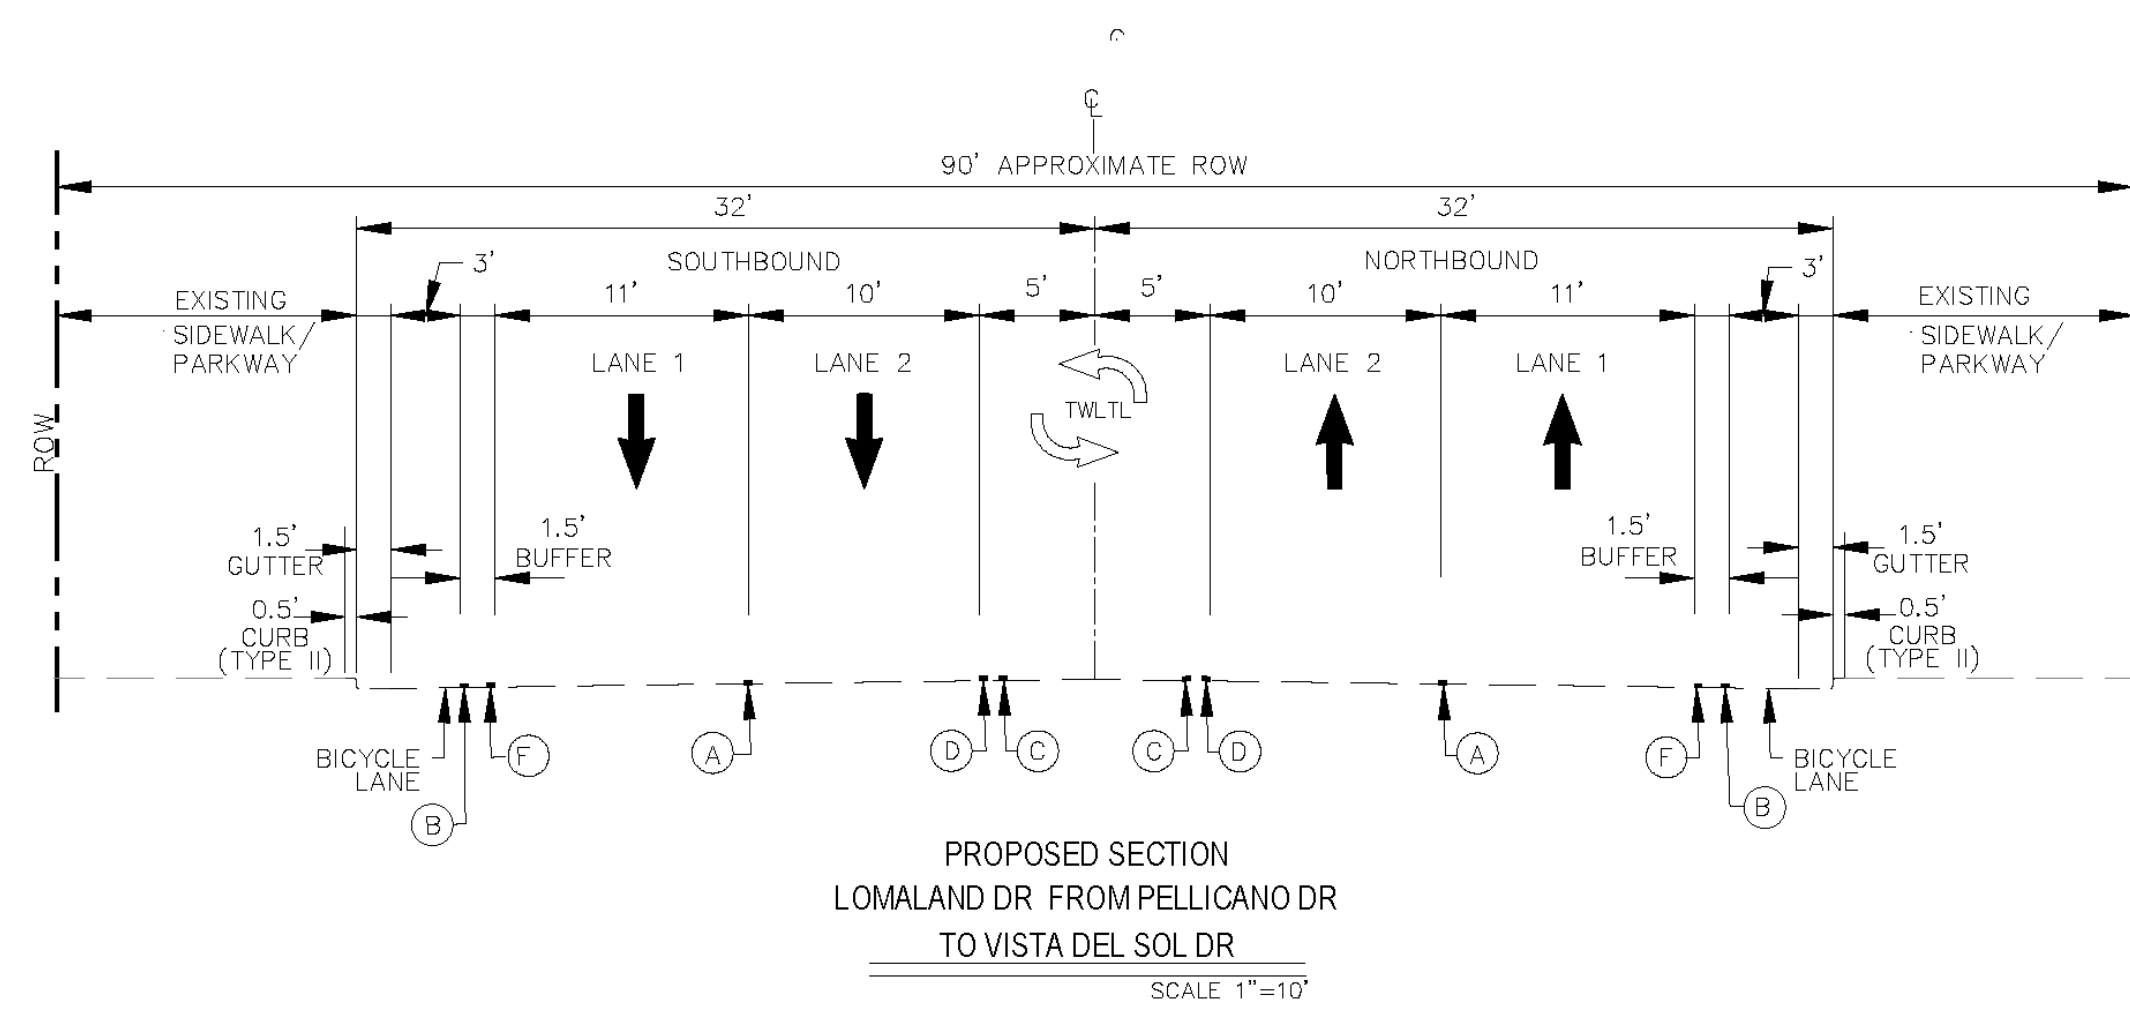 ℄
90' APPROXIMATE ROW
32'
32'
SOUTHBOUND
NORTHBOUND
3'
11'
10'
5'
5'
10'
11'
3'
EXISTING
SIDEWALK/
PARKWAY
EXISTING
SIDEWALK/
PARKWAY
LANE 1
LANE 2
TWLTL
LANE 2
LANE 1
ROW
1.5'
GUTTER
1.5'
BUFFER
1.5'
BUFFER
1.5'
GUTTER
0.5'
CURB
(TYPE II)
0.5'
CURB
(TYPE II)
BICYCLE
LANE
B
F
A
D
C
C
D
A
F
B
BICYCLE
LANE
PROPOSED SECTION
LOMALAND DR FROM PELLICANO DR
TO VISTA DEL SOL DR
SCALE 1"=10'